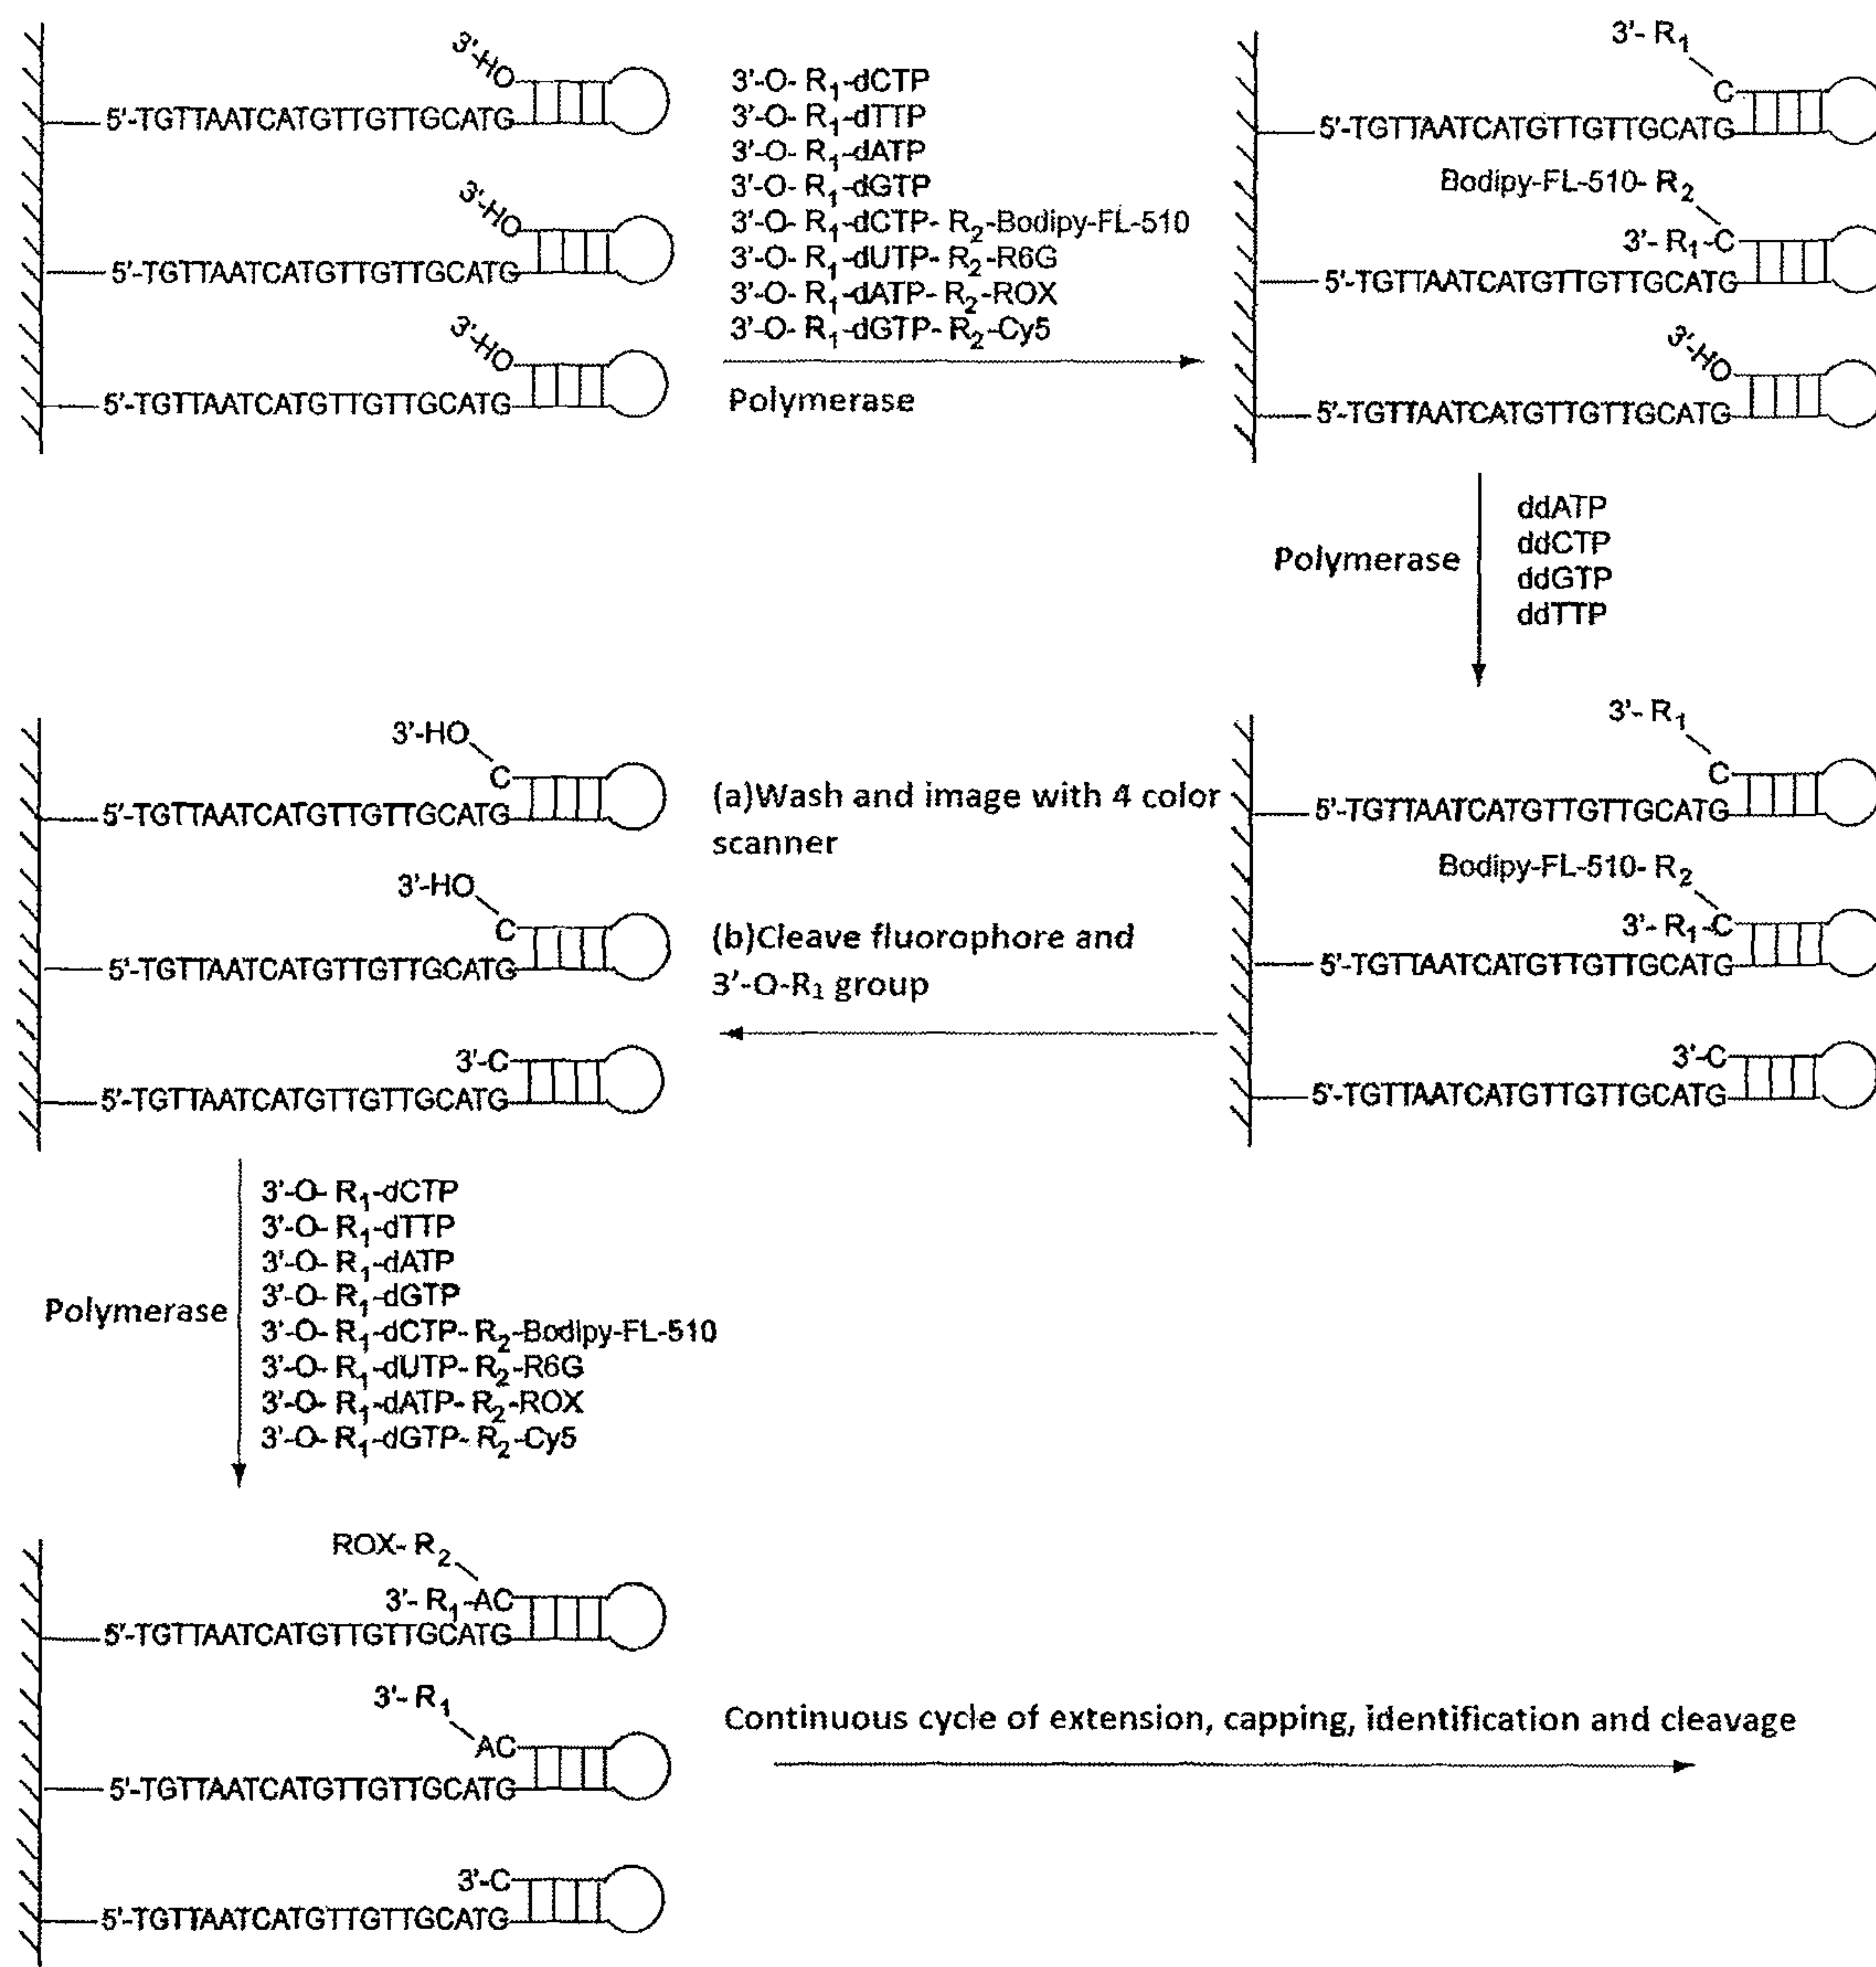 3'-HO
5'-TGTTAATCATGTTGTTGCATG
3'-HO
5'-TGTTAATCATGTTGTTGCATG
3'-HO
5'-TGTTAATCATGTTGTTGCATG
3'-O- R1-dCTP
3'-O- R1-dTTP
3'-O- R1-dATP
3'-O- R1-dGTP
3'-O- R1-dCTP- R2-Bodipy-FL-510
3'-O- R1-dUTP- R2-R6G
3'-O- R1-dATP- R2-ROX
3'-O- R1-dGTP- R2-Cy5
Polymerase
3'- R1
C
5'-TGTTAATCATGTTGTTGCATG
Bodipy-FL-510- R2
3'- R1-C
5'-TGTTAATCATGTTGTTGCATG
3'-HO
5'-TGTTAATCATGTTGTTGCATG
Polymerase
ddATP
ddCTP
ddGTP
ddTTP
3'- R1
C
5'-TGTTAATCATGTTGTTGCATG
Bodipy-FL-510- R2
3'- R1-C
5'-TGTTAATCATGTTGTTGCATG
3'-C
5'-TGTTAATCATGTTGTTGCATG
(a)Wash and image with 4 color
scanner
(b)Cleave fluorophore and
3'-O-R1 group
3'-HO
C
5'-TGTTAATCATGTTGTTGCATG
3'-HO
C
5'-TGTTAATCATGTTGTTGCATG
3'-C
5'-TGTTAATCATGTTGTTGCATG
Polymerase
3'-O- R1-dCTP
3'-O- R1-dTTP
3'-O- R1-dATP
3'-O- R1-dGTP
3'-O- R1-dCTP- R2-Bodipy-FL-510
3'-O- R1-dUTP- R2-R6G
3'-O- R1-dATP- R2-ROX
3'-O- R1-dGTP- R2-Cy5
ROX- R2
3'- R1-AC
5'-TGTTAATCATGTTGTTGCATG
3'- R1
AC
5'-TGTTAATCATGTTGTTGCATG
3'-C
5'-TGTTAATCATGTTGTTGCATG
Continuous cycle of extension, capping, identification and cleavage